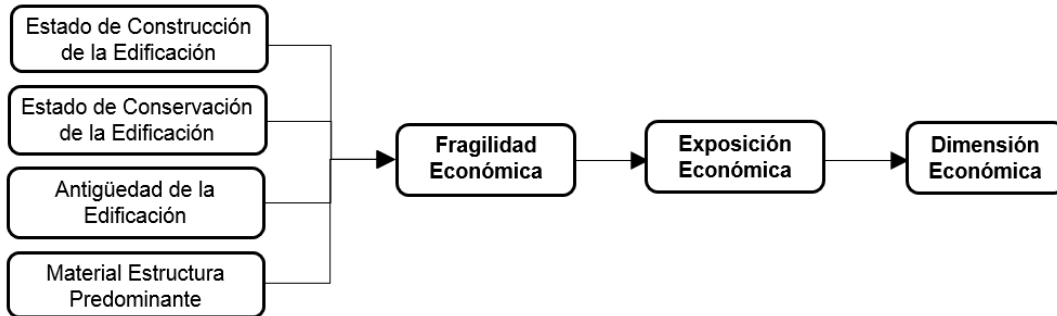 Estado de Construcción
de la Edificación
Estado de Conservación
de la Edificación
Antigüedad de la
Edificación
Material Estructura
Predominante
Fragilidad
Económica
Exposición
Económica
Dimensión
Económica